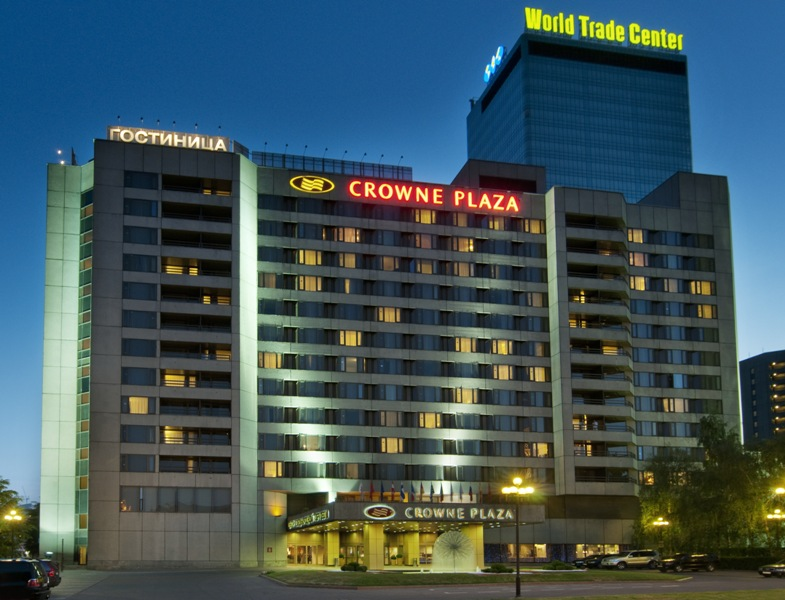 World Trade Center
ГОСТИНИЦА
CROWNE PLAZA
CROWNE PLAZA